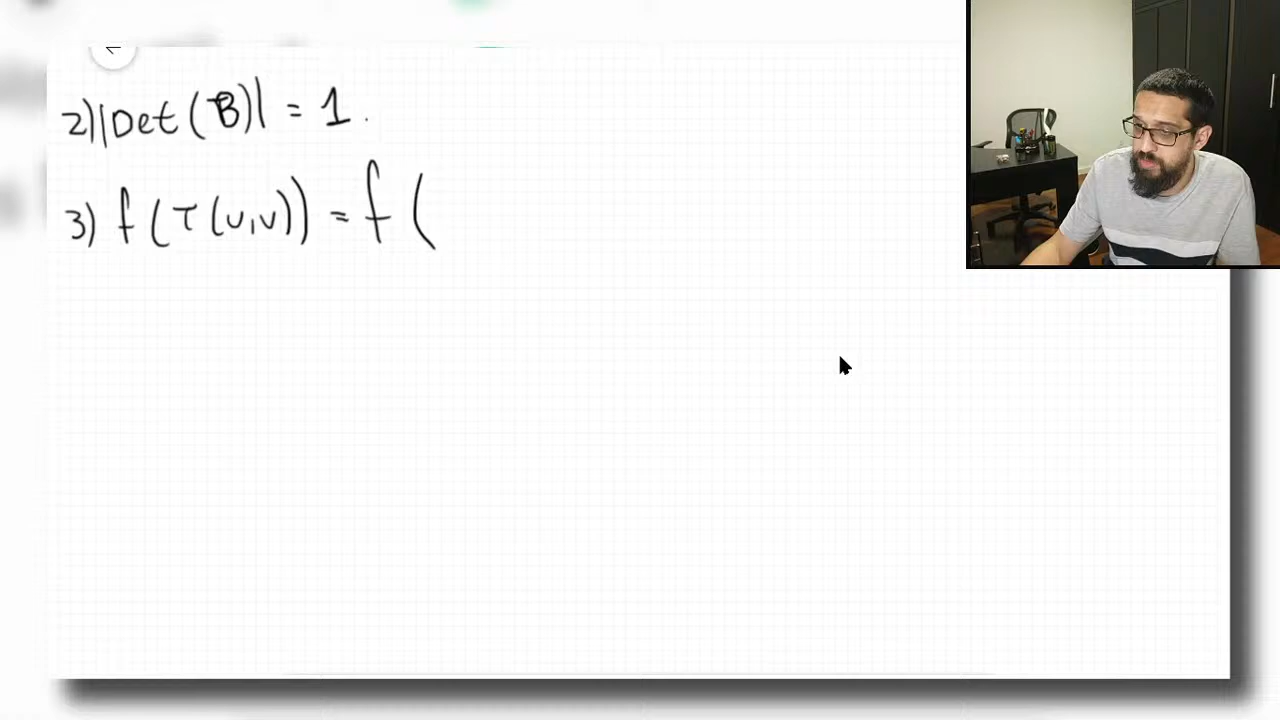 2) |Det(B)| = 1.
3) f(T(u,v)) = f(